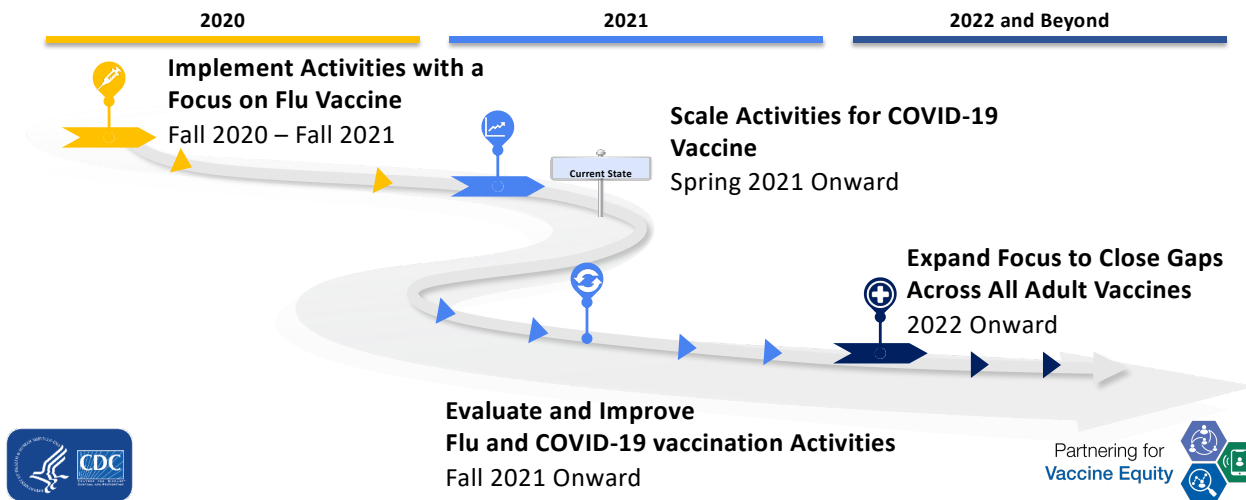 2020
2021
2022 and Beyond
Implement Activities with a
Focus on Flu Vaccine
Fall 2020 – Fall 2021
Scale Activities for COVID-19
Vaccine
Spring 2021 Onward
Current State
Expand Focus to Close Gaps
Across All Adult Vaccines
2022 Onward
Evaluate and Improve
Flu and COVID-19 vaccination Activities
Fall 2021 Onward
CDC
Partnering for
Vaccine Equity